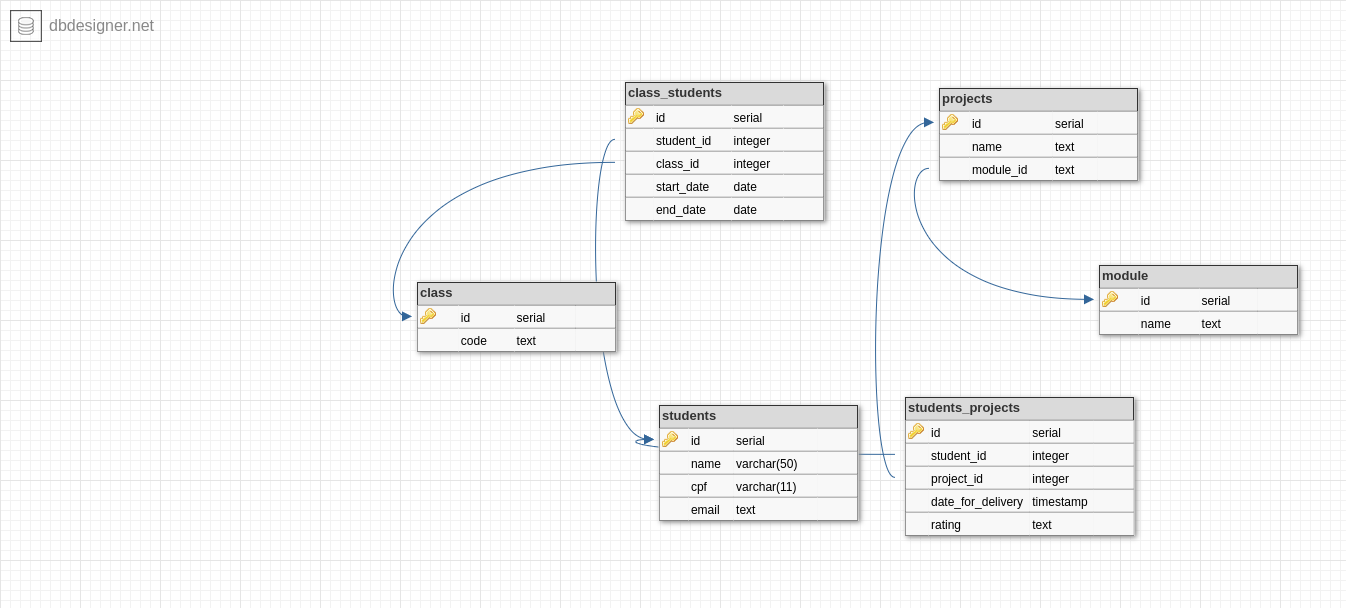 dbdesigner.net
class_students
id serial
student_id integer
class_id integer
start_date date
end_date date
projects
id serial
name text
module_id text
class
id serial
code text
module
id serial
name text
students
id serial
name varchar(50)
cpf varchar(11)
email text
students_projects
id serial
student_id integer
project_id integer
date_for_delivery timestamp
rating text